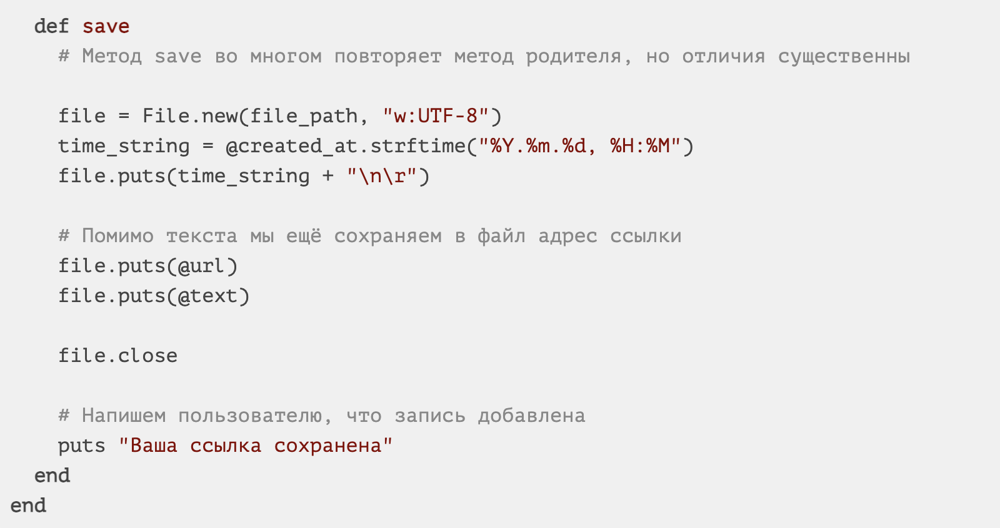 def save
# Метод save во многом повторяет метод родителя, но отличия существенны
file = File.new(file_path, "w:UTF-8")
time_string = @created_at.strftime("%Y.%m.%d, %H:%M")
file.puts(time_string + "\n\r")
# Помимо текста мы ещё сохраняем в файл адрес ссылки
file.puts(@url)
file.puts(@text)
file.close
# Напишем пользователю, что запись добавлена
puts "Ваша ссылка сохранена"
end
end